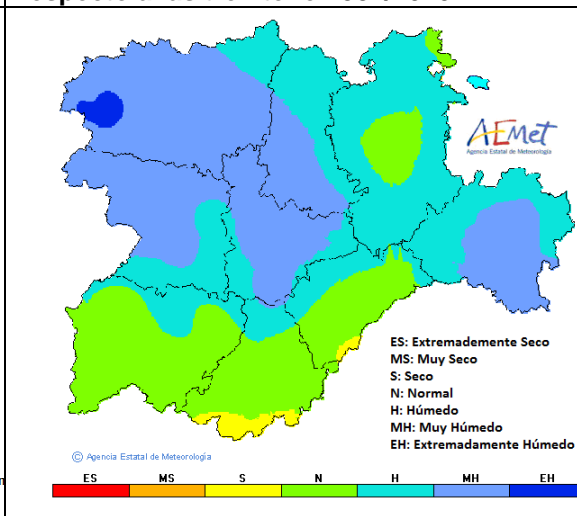 AEMet
Agencia Estatal de Meteorología
ES: Extremademente Seco
MS: Muy Seco
S: Seco
N: Normal
H: Húmedo
MH: Muy Húmedo
EH: Extremadamente Húmedo
© Agencia Estatal de Meteorología
ES MS S N H MH EH